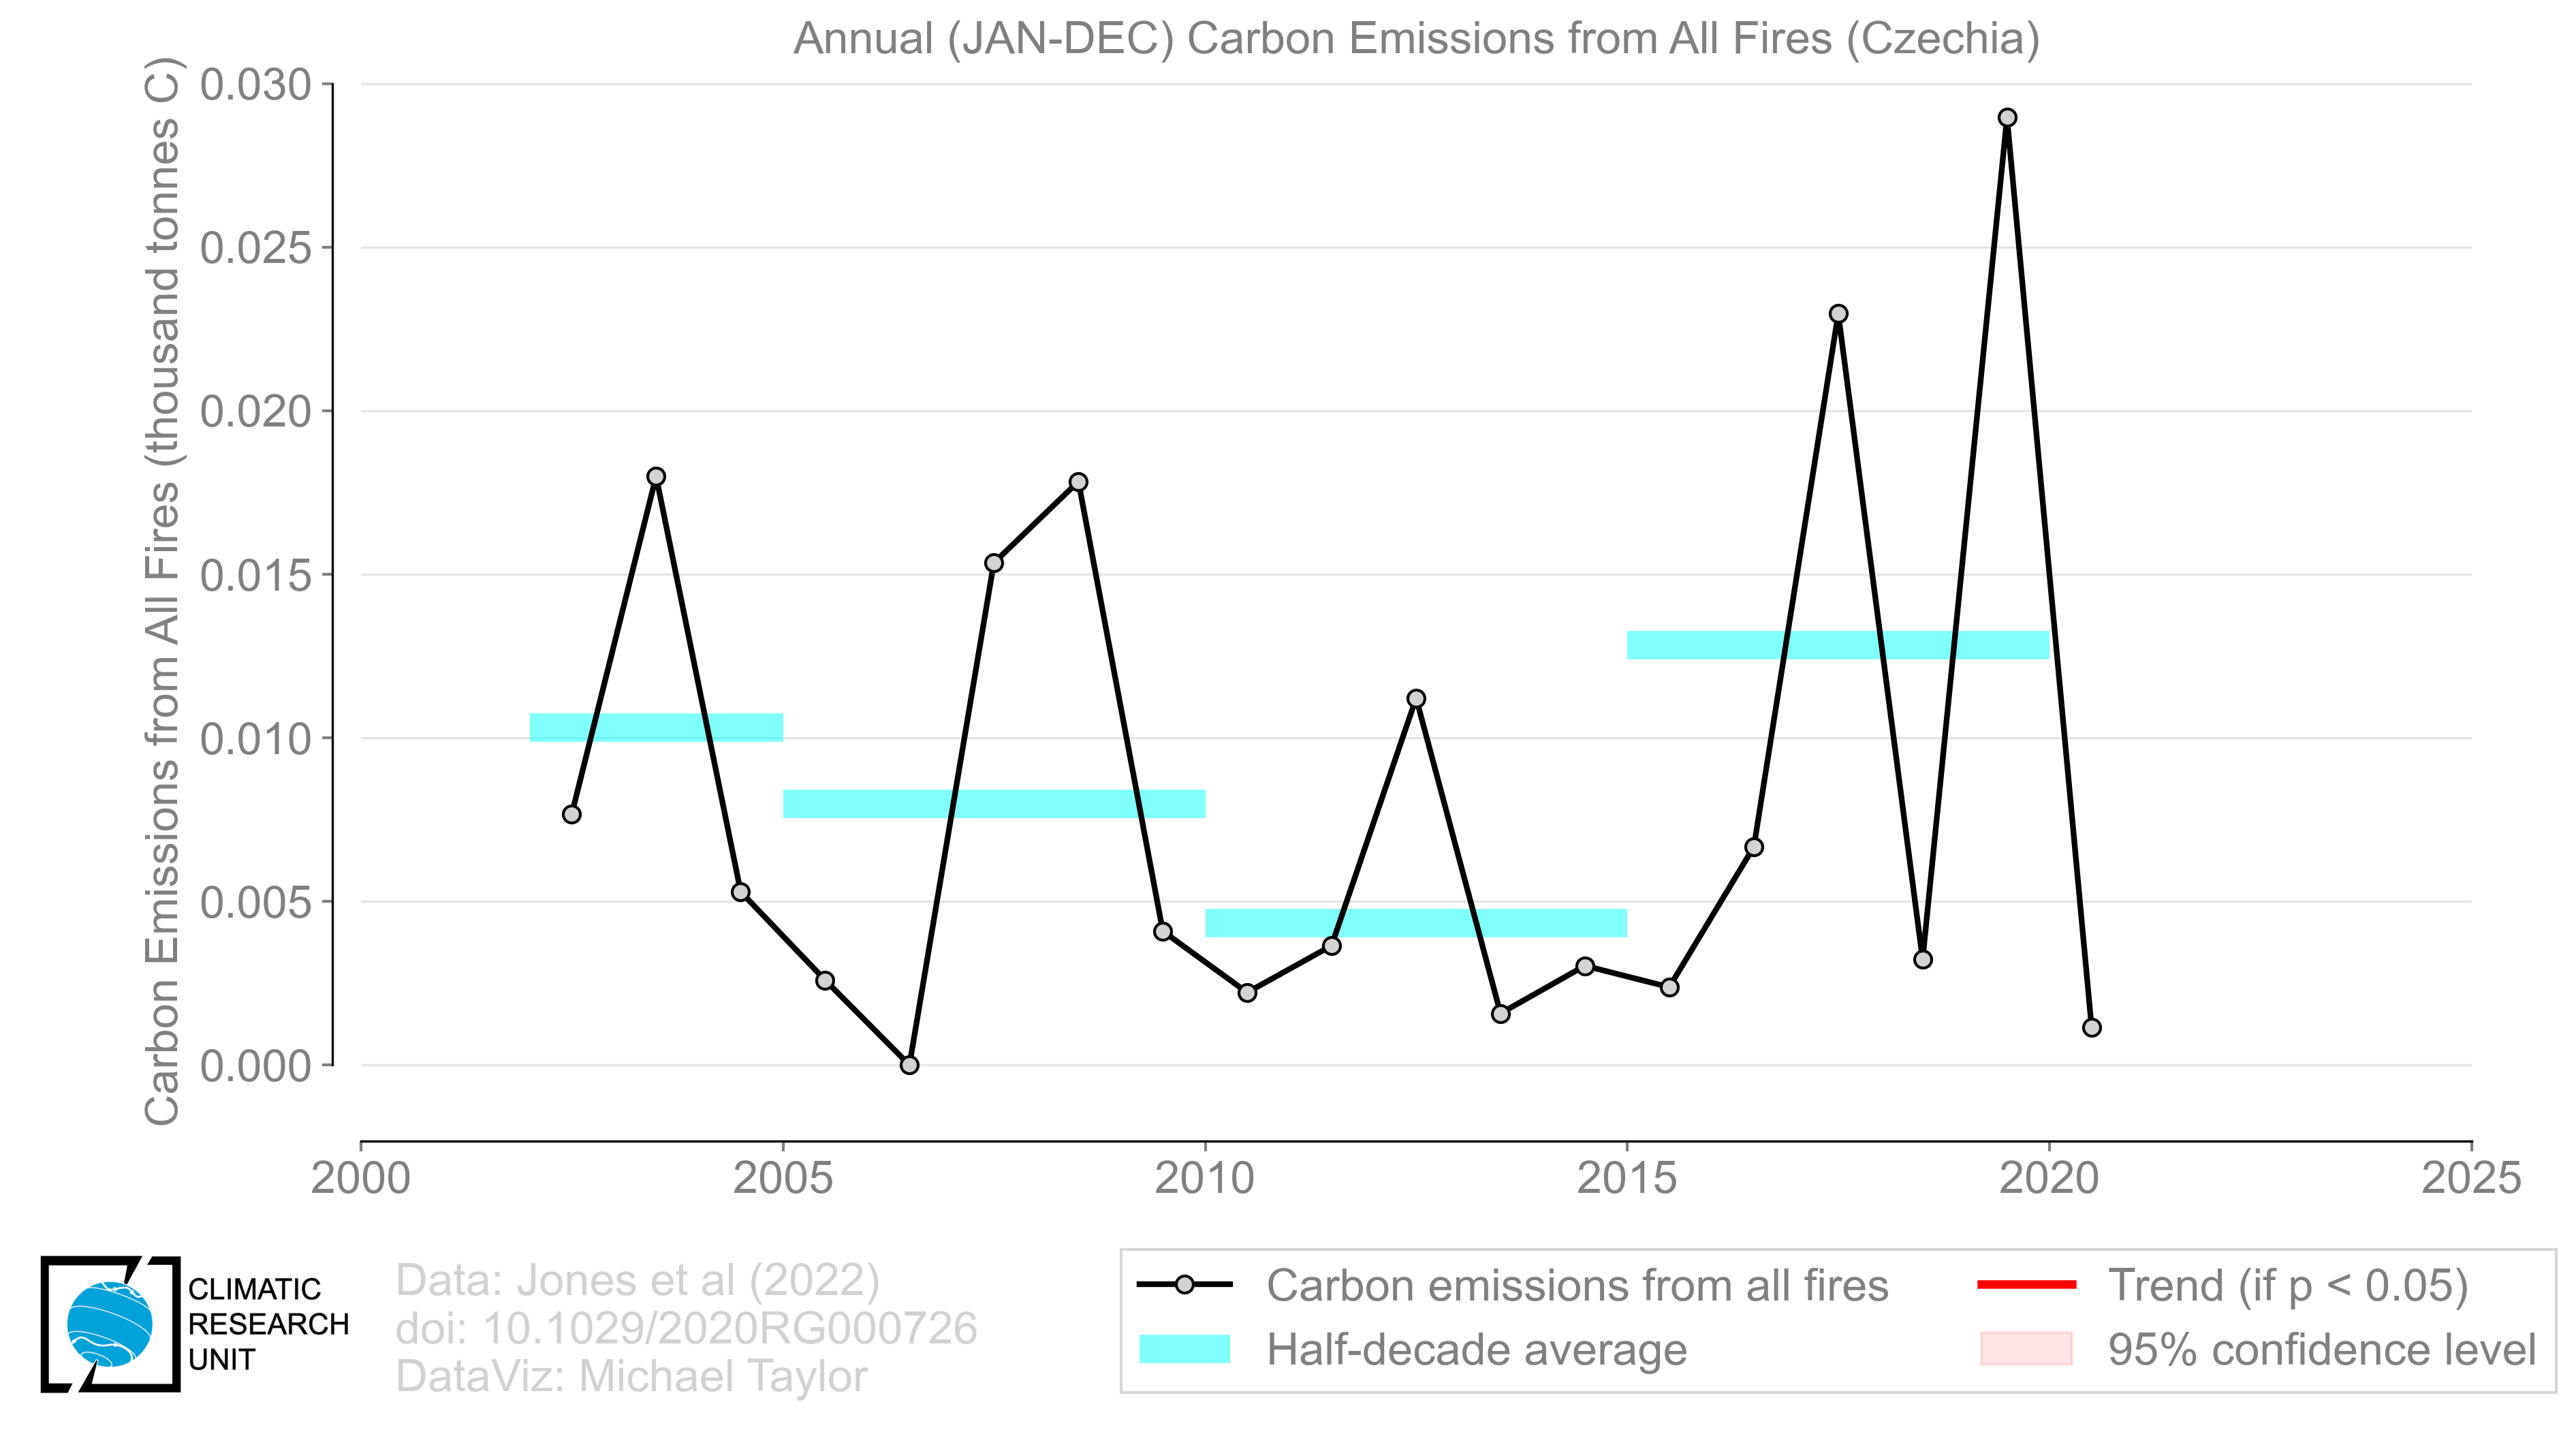 Annual (JAN-DEC) Carbon Emissions from All Fires (Czechia)
Carbon Emissions from All Fires (thousand tonnes C)
0.030
0.025
0.020
0.015
0.010
0.005
0.000
2000 2005 2010 2015 2020 2025
CLIMATIC
RESEARCH
UNIT
Data: Jones et al (2022)
doi: 10.1029/2020RG000726
DataViz: Michael Taylor
Carbon emissions from all fires
Half-decade average
Trend (if p < 0.05)
95% confidence level